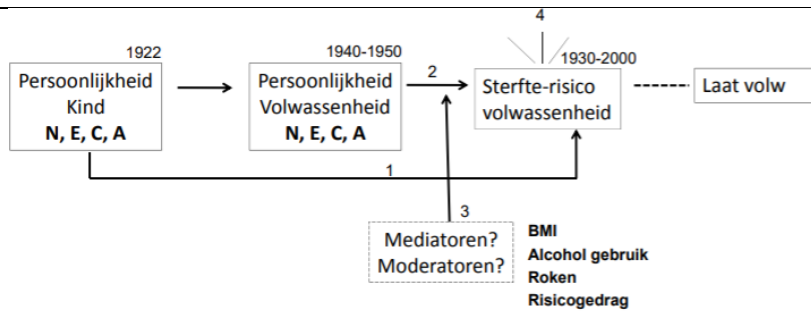 4
1922
1940-1950
1930-2000
Persoonlijkheid
Kind
N, E, C, A
Persoonlijkheid
Volwassenheid
N, E, C, A
2
Sterfte-risico
volwassenheid
Laat volw
1
3
Mediatoren?
Moderatoren?
BMI
Alcohol gebruik
Roken
Risicogedrag